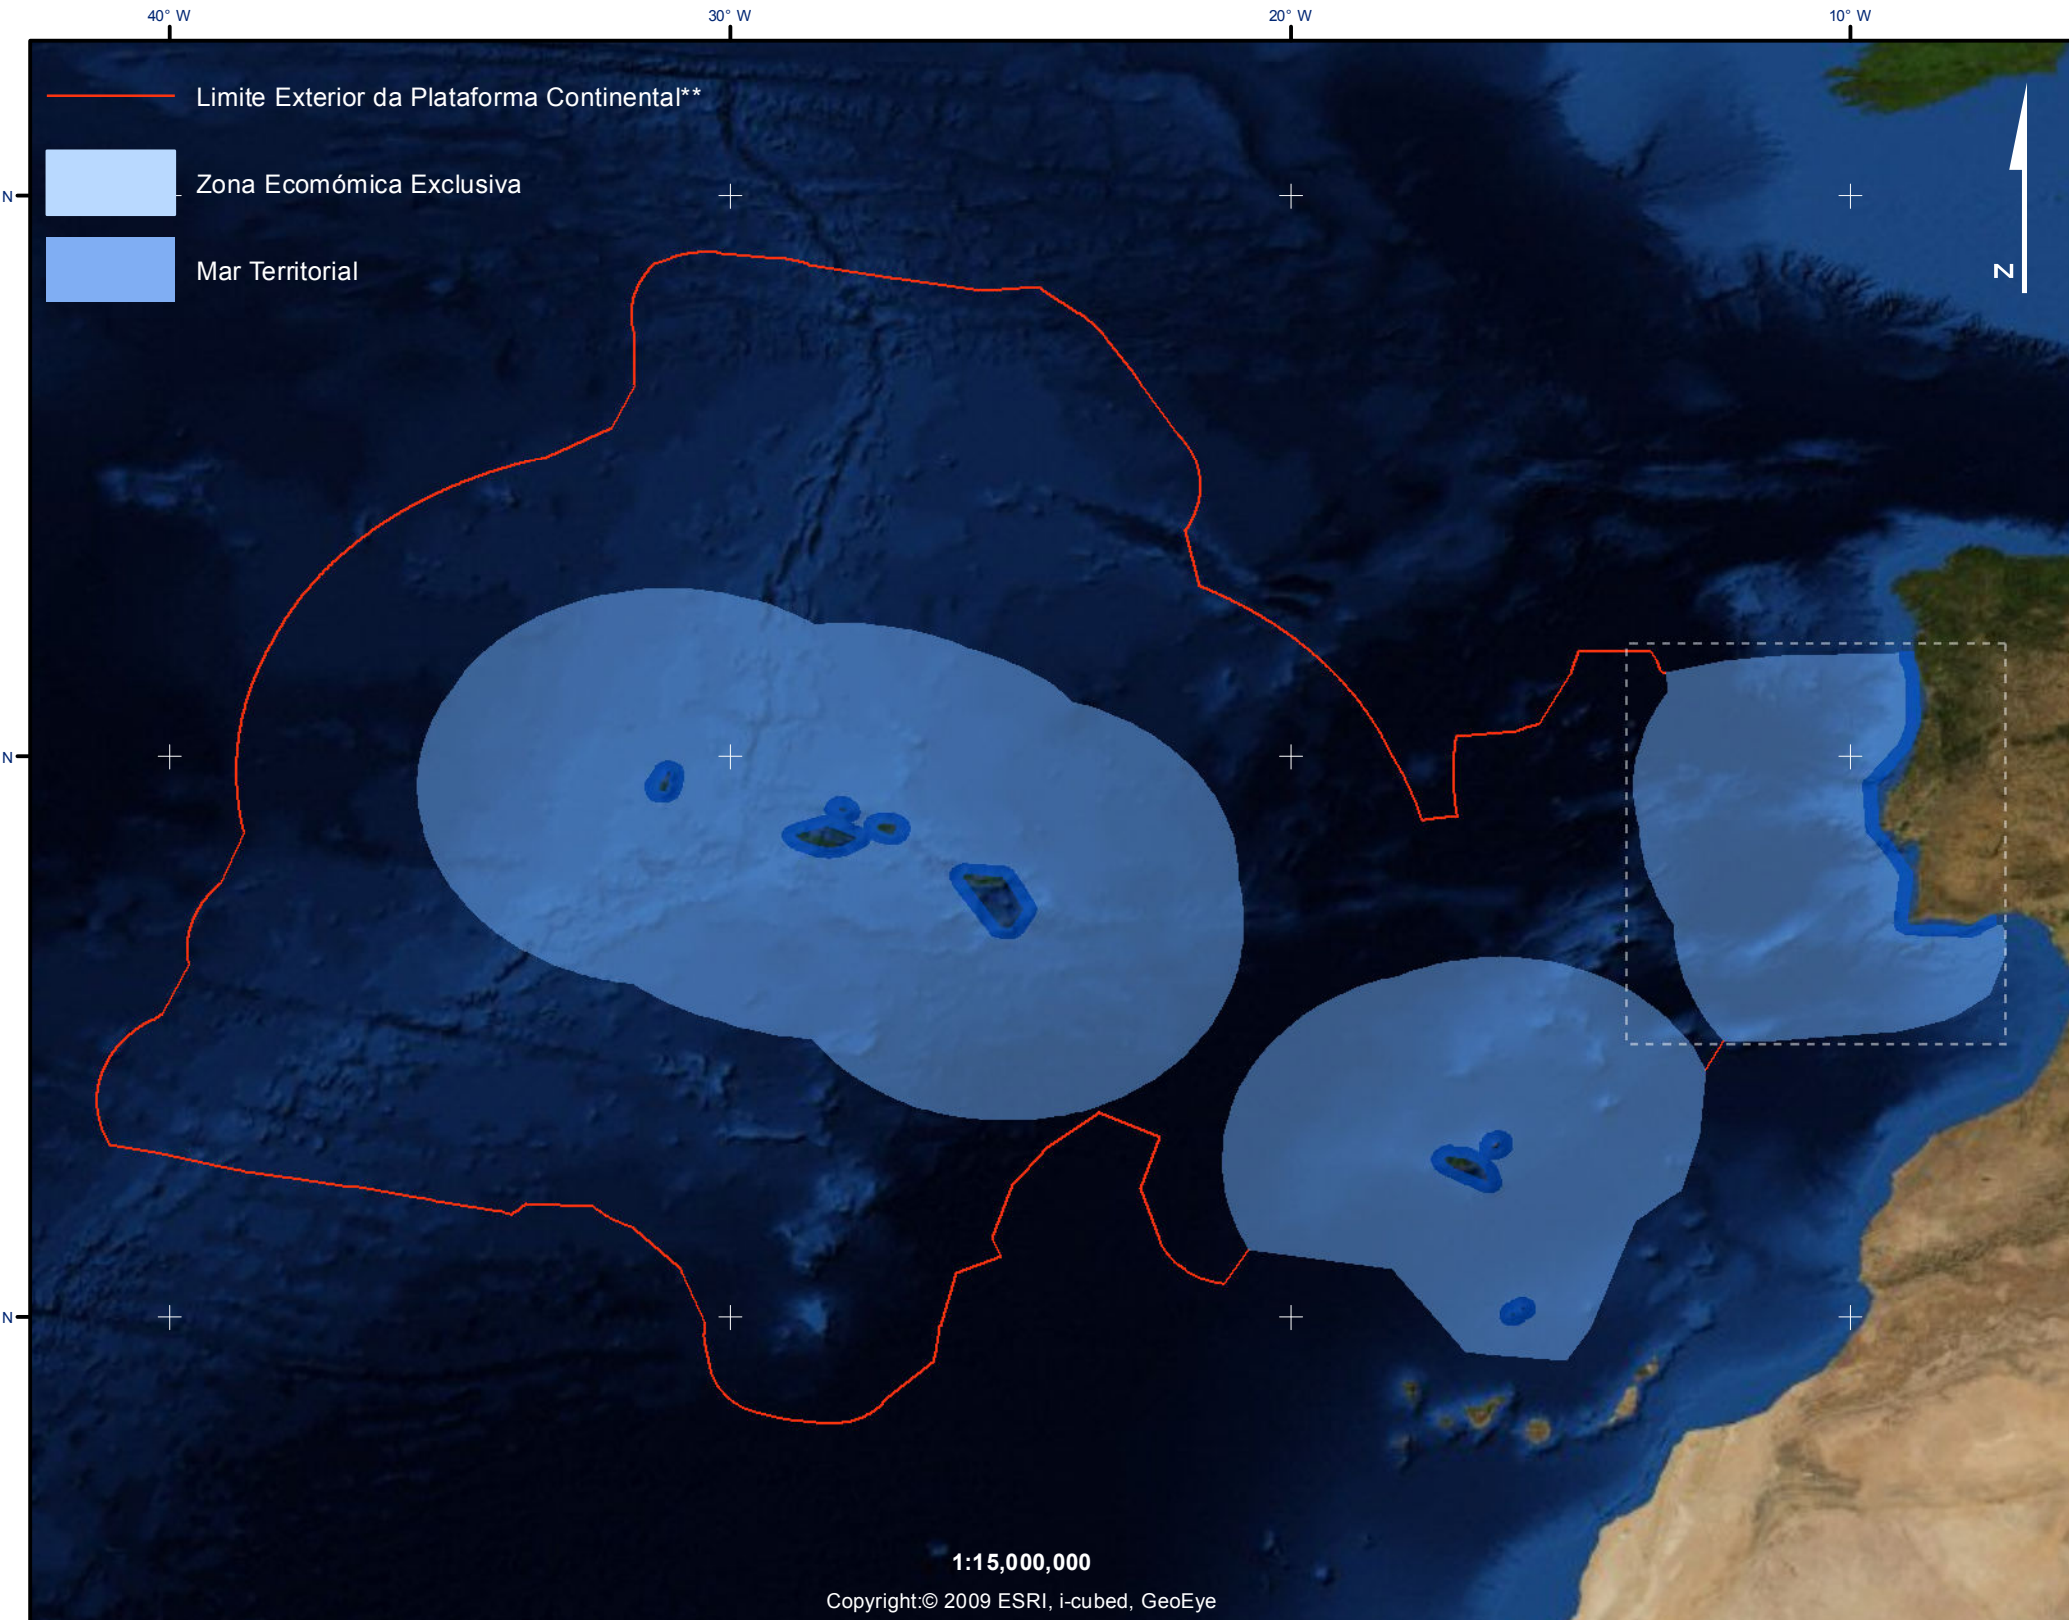 40° W 30° W 20° W 10° W
Limite Exterior da Plataforma Continental**
N
Zona Ecomómica Exclusiva
Mar Territorial
Z
N
N
1:15,000,000
Copyright:© 2009 ESRI, i-cubed, GeoEye